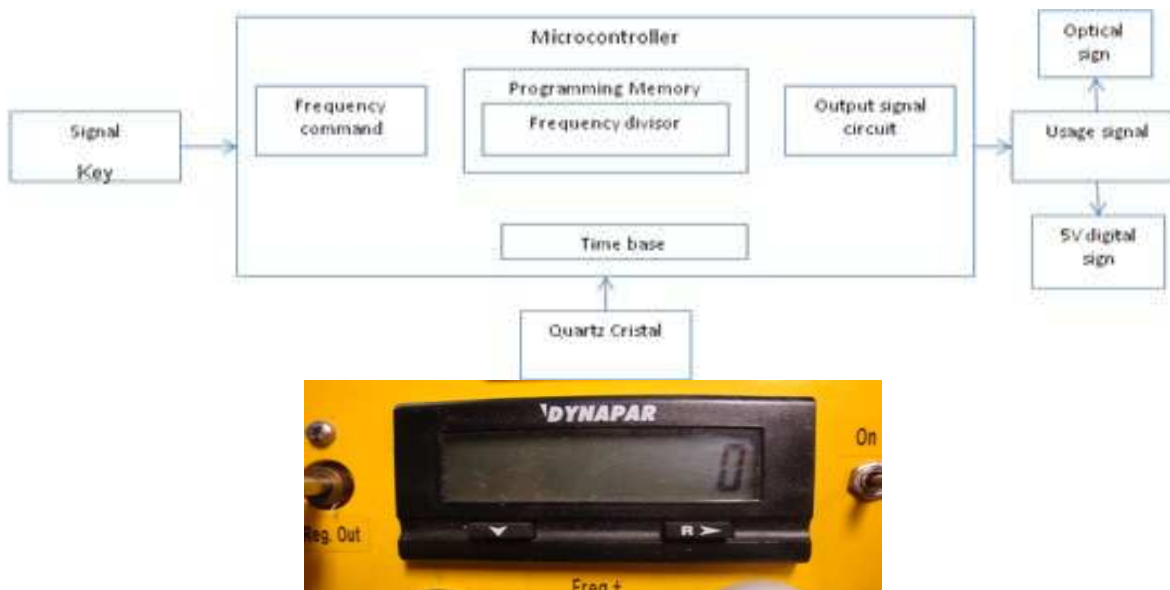 Microcontroller
Optical
sign
Signal
Key
Frequency
command
Programming Memory
Frequency divisor
Output signal
circuit
Usage signal
Time base
5V digital
sign
Quartz Cristal
DYNAPAR
0
On
Reg. Out
R
Freq +